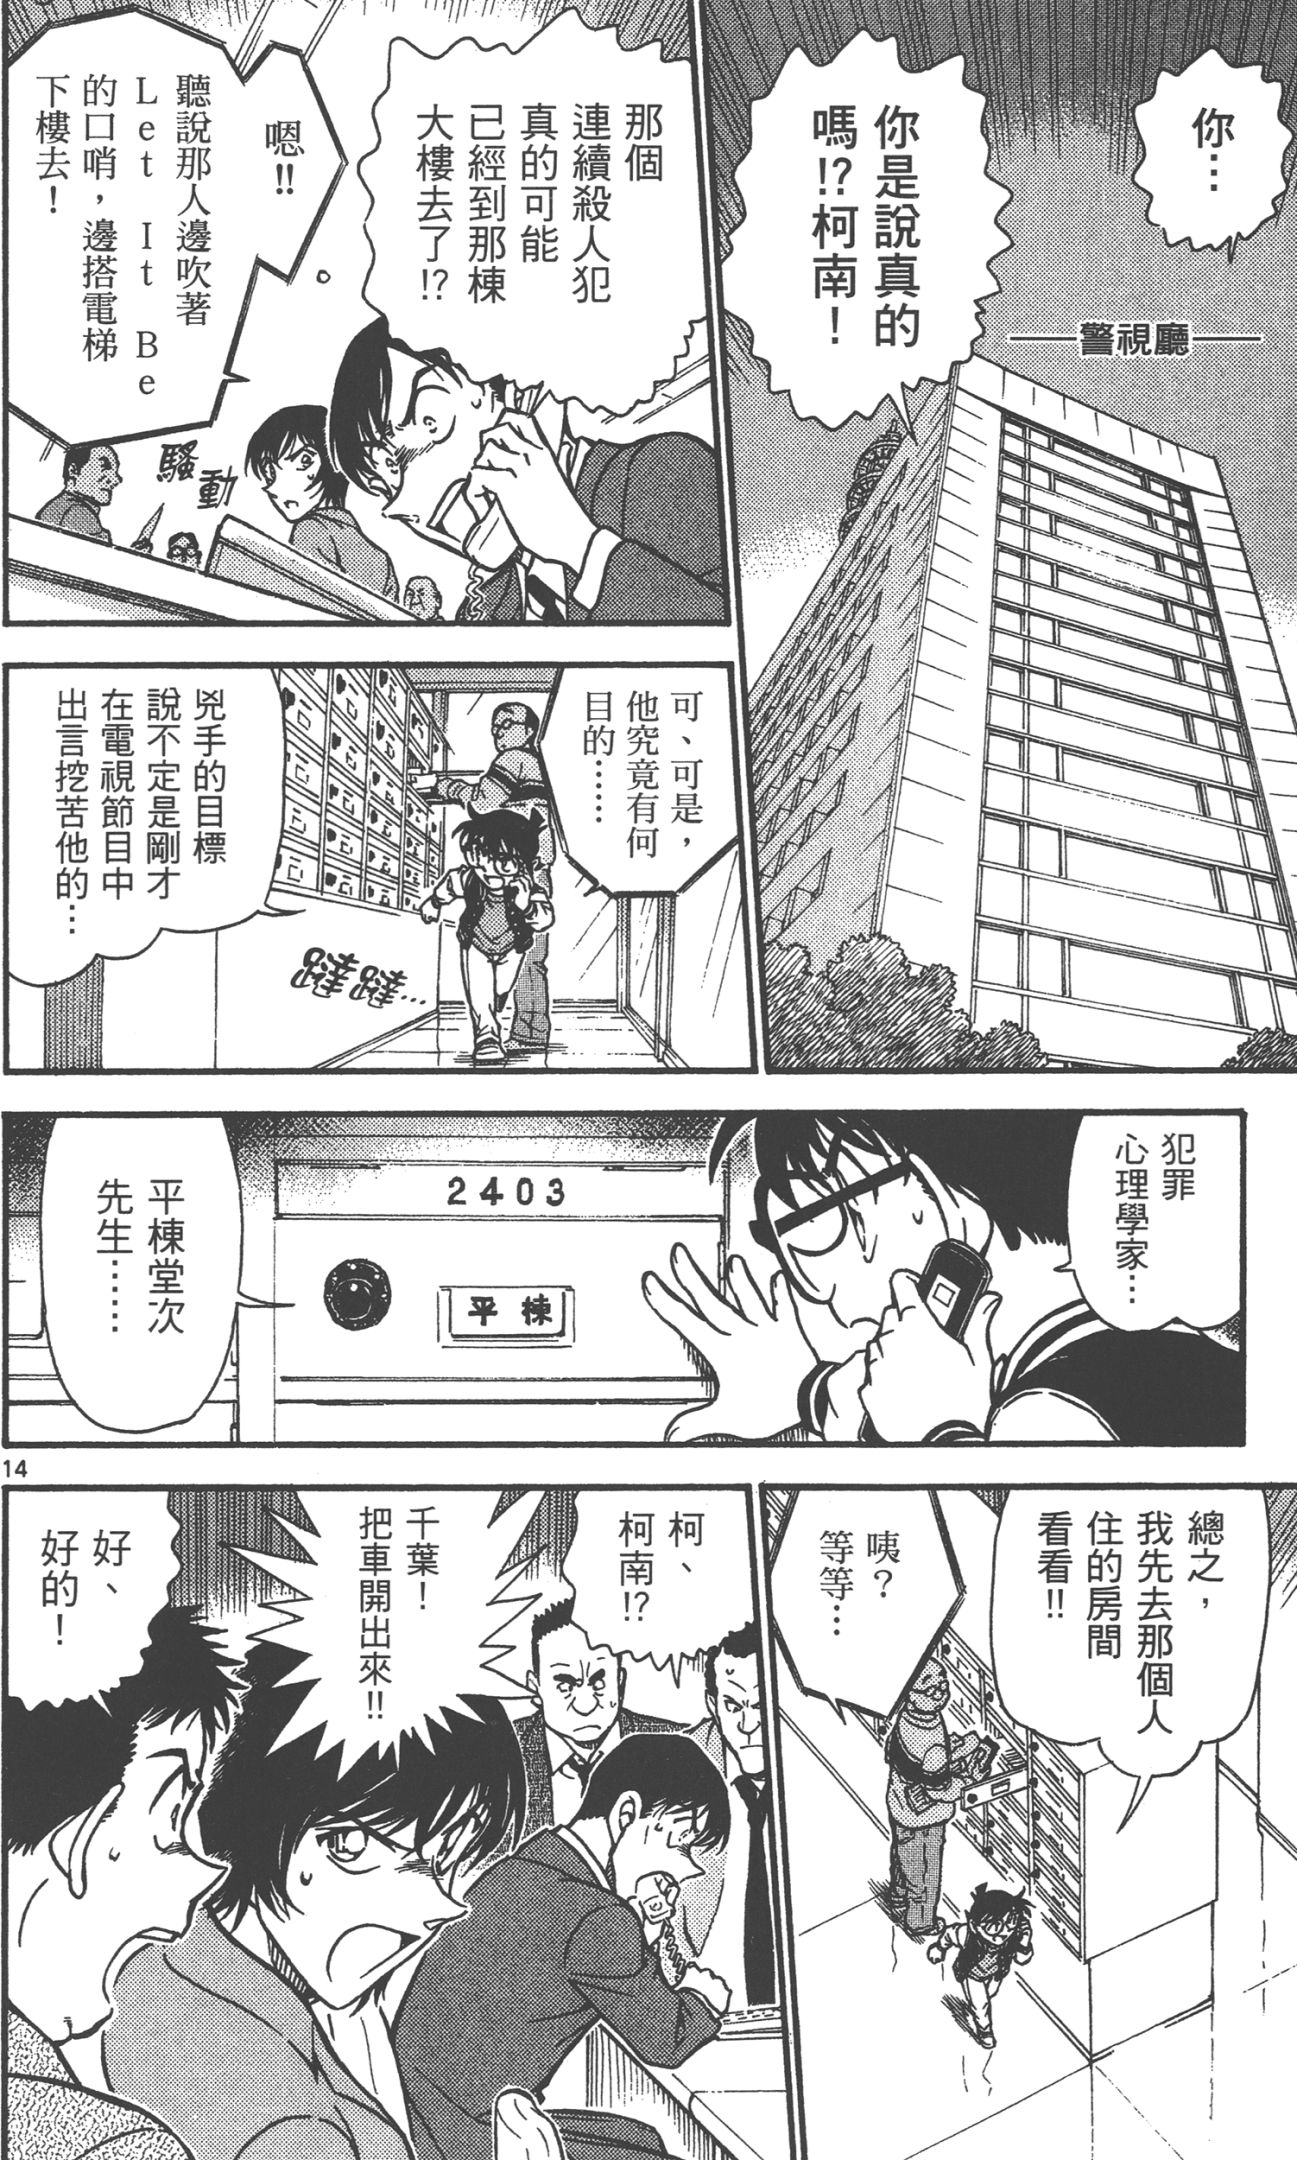 你…
你是說真的
嗎!?柯南!
——警視廳——
那個
連續殺人犯
真的可能
已經到那棟
大樓去了!?
嗯!!
聽說那人邊吹著
Let It Be
的口哨，邊搭電梯
下樓去!
騷動
可、可是，
他究竟有何
目的……
兇手的目標
說不定是剛才
在電視節目中
出言挖苦他的…
躂躂…
犯罪
心理學家…
2403
平棟
平棟堂次
先生……
14
總之，
我先去那個人
住的房間
看看!!
咦?
等等…
柯、
柯南!?
千葉!
把車開出來!!
好、
好的!